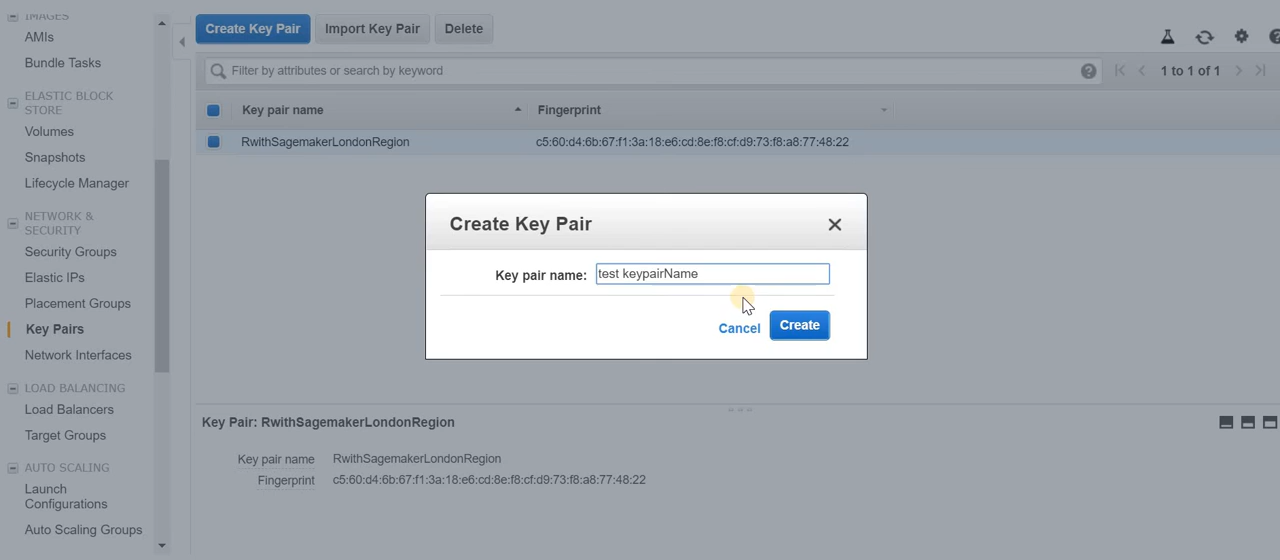 IMAGES
AMIs
Bundle Tasks
ELASTIC BLOCK
STORE
Volumes
Snapshots
Lifecycle Manager
NETWORK &
SECURITY
Security Groups
Elastic IPs
Placement Groups
Key Pairs
Network Interfaces
LOAD BALANCING
Load Balancers
Target Groups
AUTO SCALING
Launch
Configurations
Auto Scaling Groups
Create Key Pair
Import Key Pair
Delete
Filter by attributes or search by keyword
1 to 1 of 1
Key pair name
Fingerprint
RwithSagemakerLondonRegion
c5:60:d4:6b:67:f1:3a:18:e6:cd:8e:f8:cf:d9:73:f8:a8:77:48:22
Create Key Pair
Key pair name:
test keypairName
Cancel
Create
Key Pair: RwithSagemakerLondonRegion
Key pair name
RwithSagemakerLondonRegion
Fingerprint
c5:60:d4:6b:67:f1:3a:18:e6:cd:8e:f8:cf:d9:73:f8:a8:77:48:22